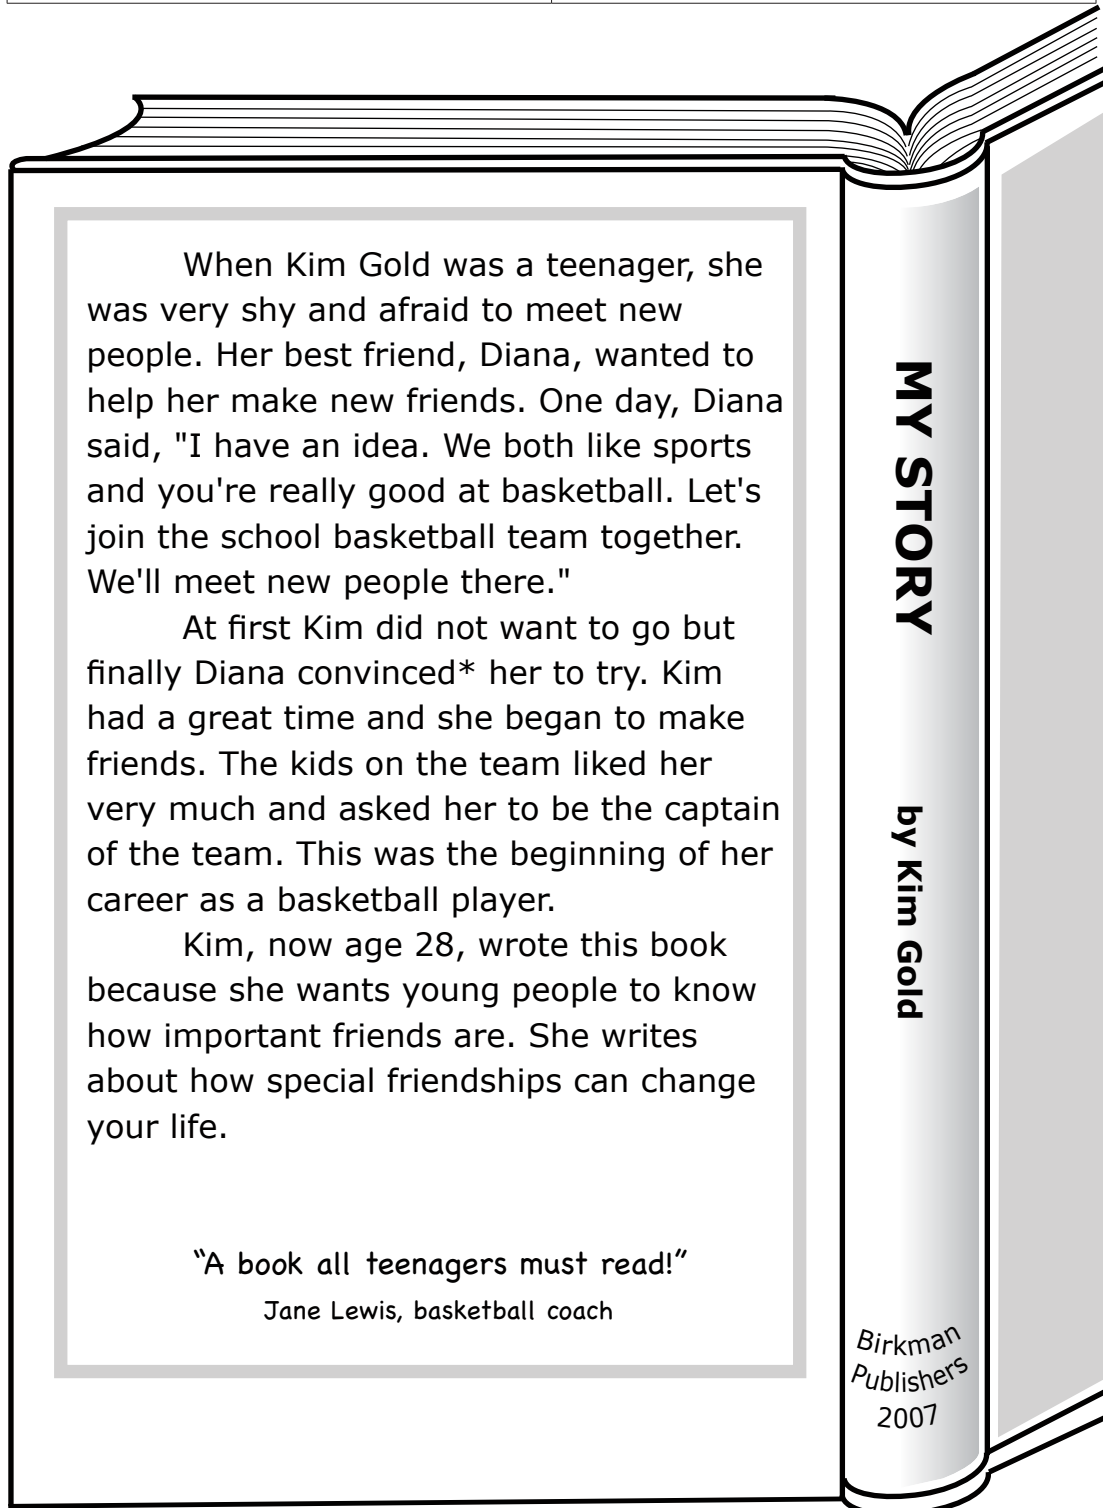 When Kim Gold was a teenager, she
was very shy and afraid to meet new
people. Her best friend, Diana, wanted to
help her make new friends. One day, Diana
said, "I have an idea. We both like sports
and you're really good at basketball. Let's
join the school basketball team together.
We'll meet new people there."
At first Kim did not want to go but
finally Diana convinced* her to try. Kim
had a great time and she began to make
friends. The kids on the team liked her
very much and asked her to be the captain
of the team. This was the beginning of her
career as a basketball player.
Kim, now age 28, wrote this book
because she wants young people to know
how important friends are. She writes
about how special friendships can change
your life.
“A book all teenagers must read!”
Jane Lewis, basketball coach
MY STORY
by Kim Gold
Birkman
Publishers
2007